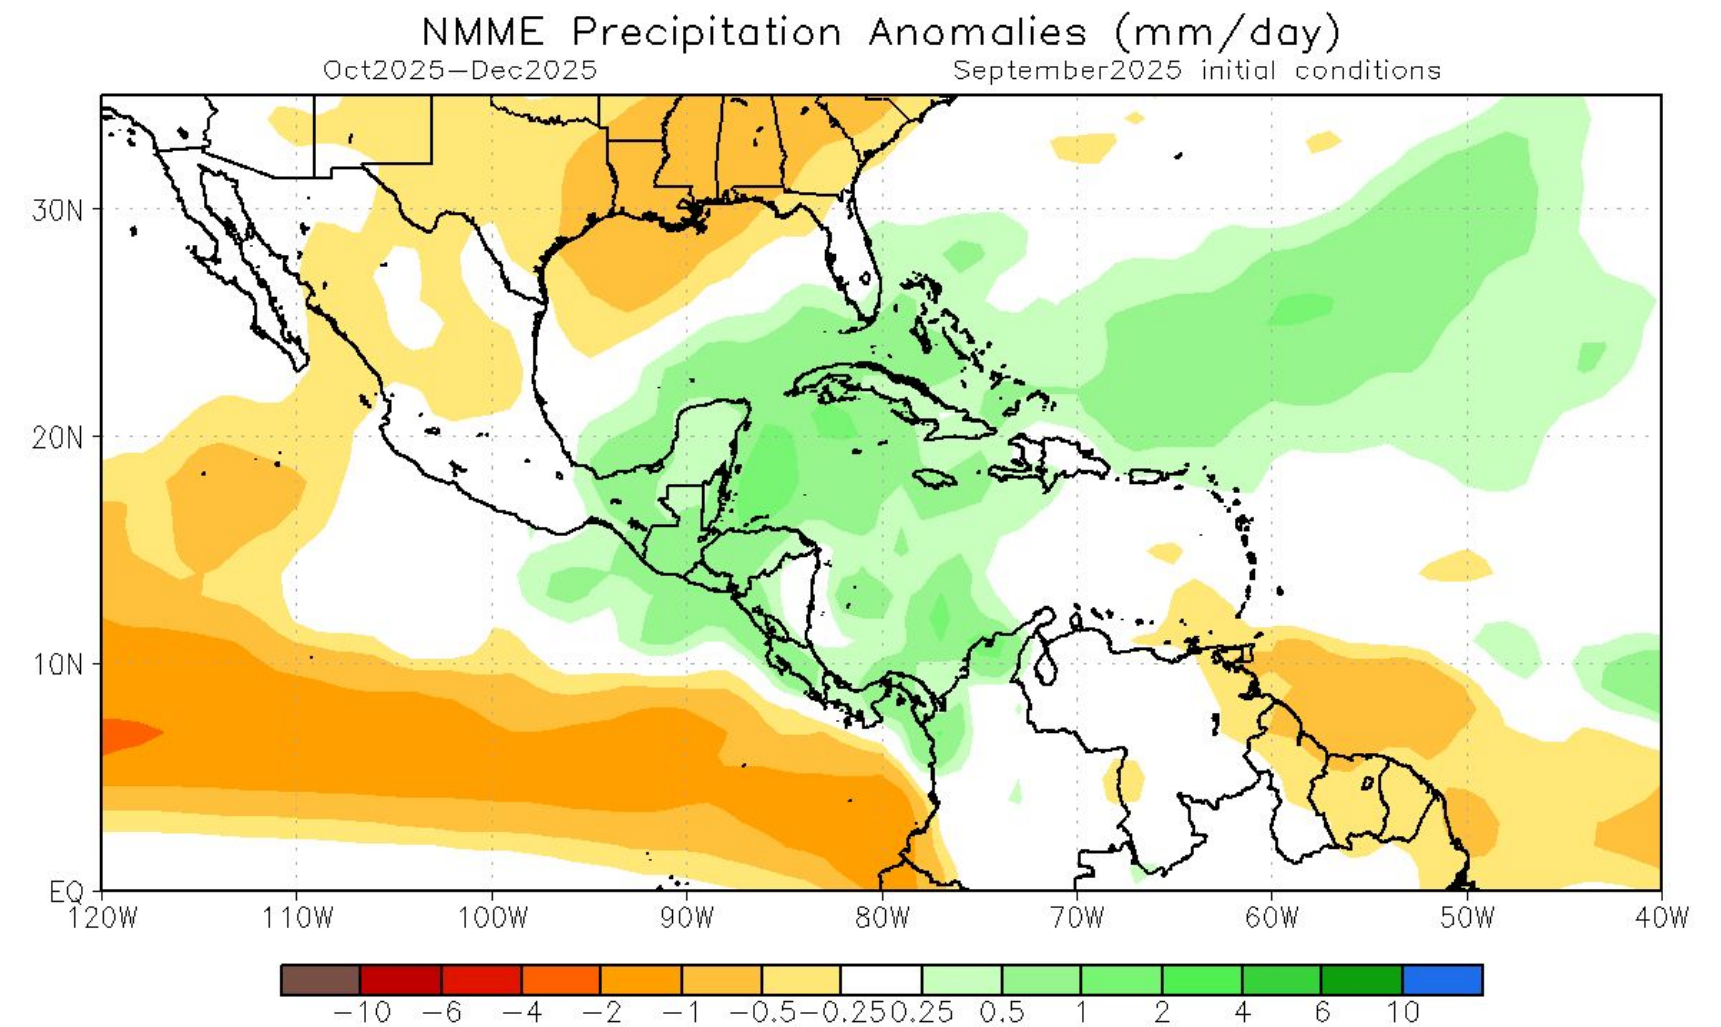 NMME Precipitation Anomalies (mm/day)
Oct2025-Dec2025 September2025 initial conditions
30N
20N
10N
EQ
120W 110W 100W 90W 80W 70W 60W 50W 40W
-10 -6 -4 -2 -1 -0.5 -0.25 0.25 0.5 1 2 4 6 10